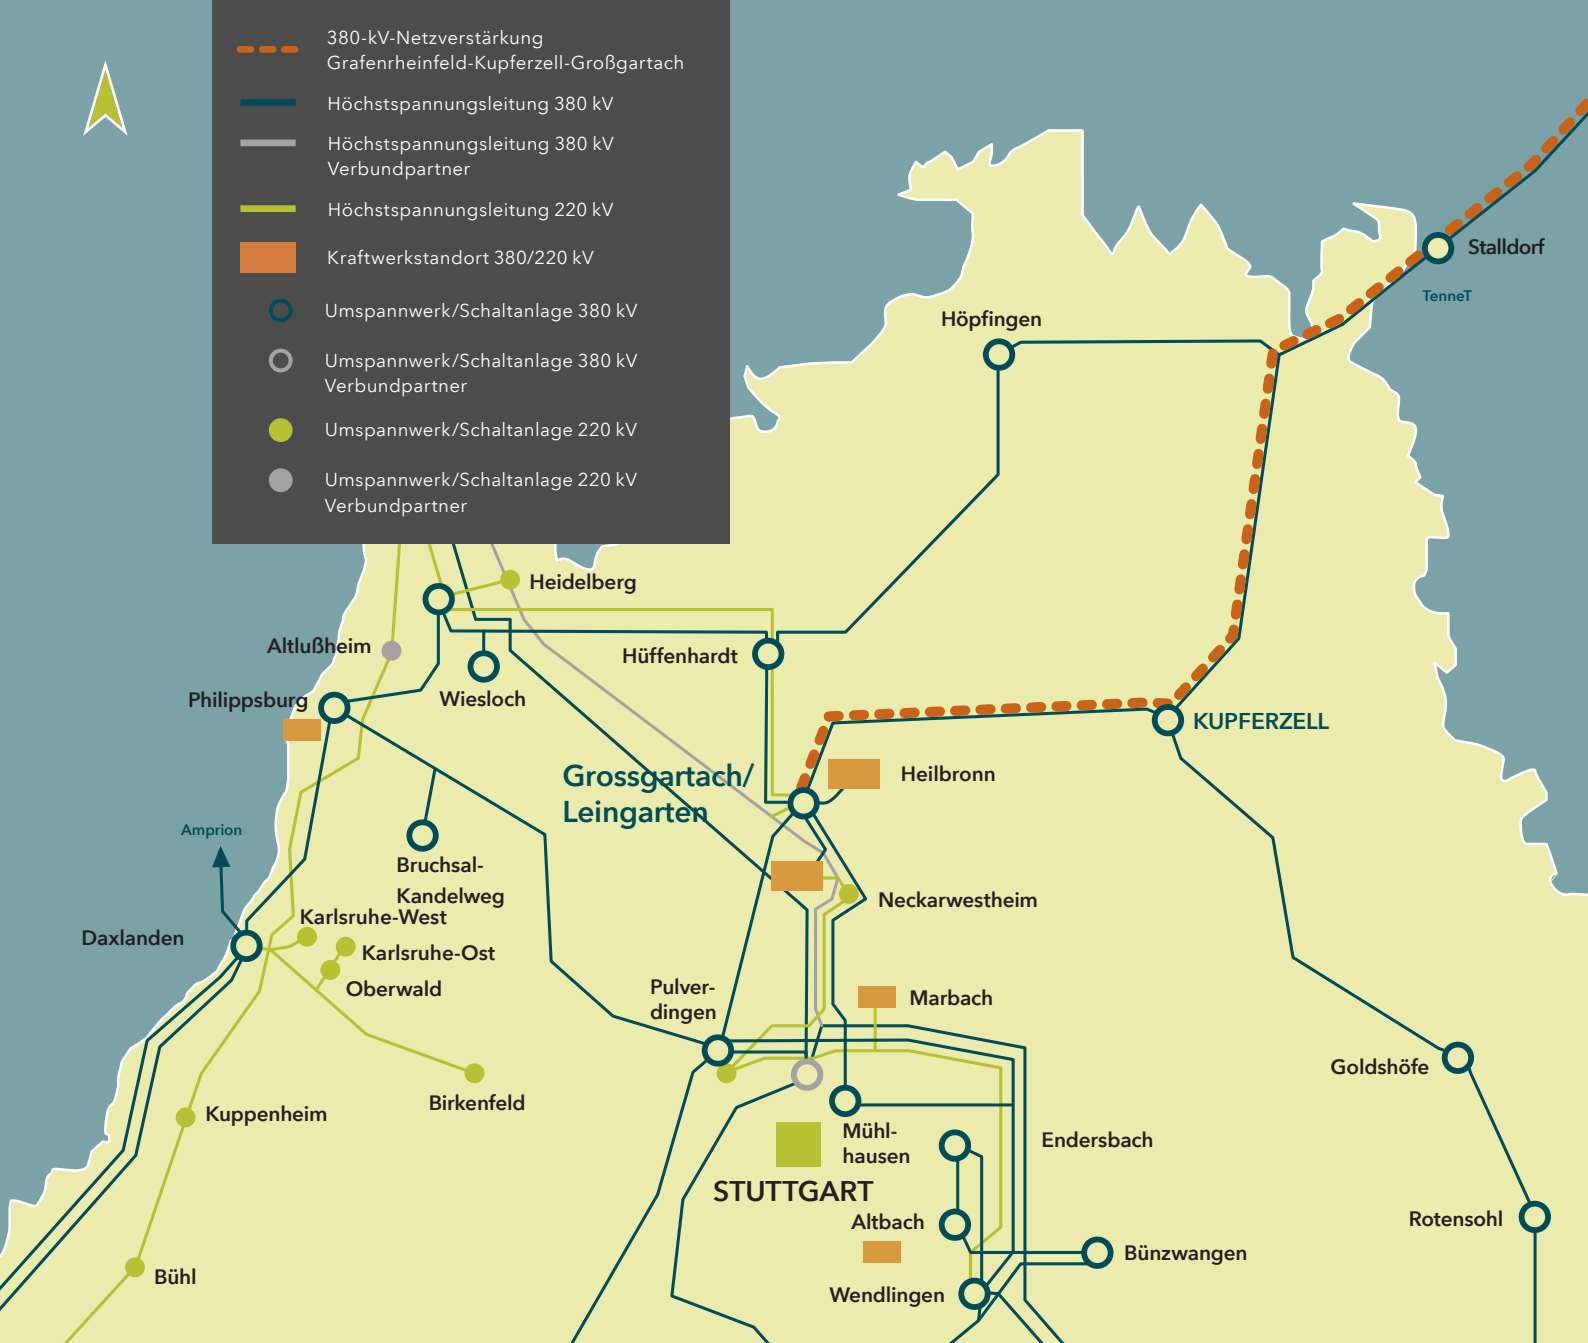 380-kV-Netzverstärkung
Grafenrheinfeld-Kupferzell-Großgartach
Höchstspannungsleitung 380 kV
Höchstspannungsleitung 380 kV
Verbundpartner
Höchstspannungsleitung 220 kV
Kraftwerkstandort 380/220 kV
Umspannwerk/Schaltanlage 380 kV
Umspannwerk/Schaltanlage 380 kV
Verbundpartner
Umspannwerk/Schaltanlage 220 kV
Umspannwerk/Schaltanlage 220 kV
Verbundpartner
Stalldorf
TenneT
Höpfingen
Heidelberg
Altlußheim
Hüffenhardt
Wiesloch
Philippsburg
KUPFERZELL
Grossgartach/
Leingarten
Heilbronn
Amprion
Bruchsal-
Kandelweg
Neckarwestheim
Karlsruhe-West
Daxlanden
Karlsruhe-Ost
Oberwald
Pulver-
dingen
Marbach
Goldshöfe
Birkenfeld
Kuppenheim
Mühl-
hausen
Endersbach
STUTTGART
Altbach
Rotensohl
Bünzwangen
Bühl
Wendlingen